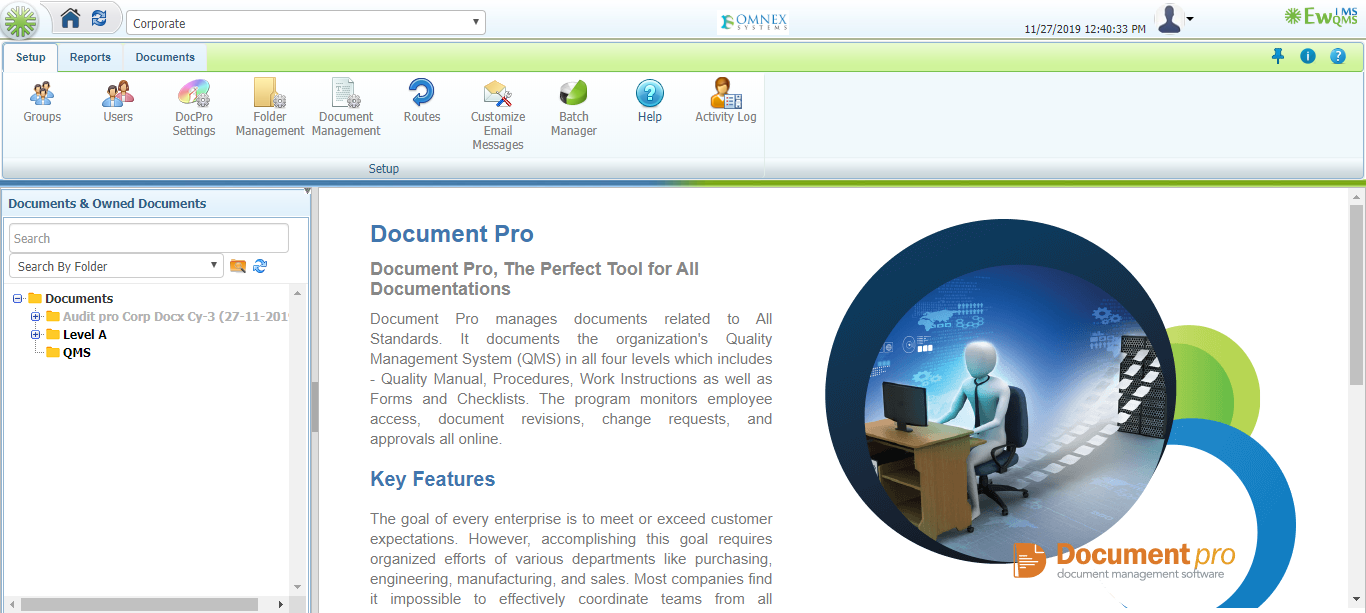 Corporate
OMNEX
SYSTEMS
11/27/2019 12:40:33 PM
EwIMS
QMS
Setup
Reports
Documents
Groups
Users
DocPro
Settings
Folder
Management
Document
Management
Routes
Customize
Email
Messages
Batch
Manager
Help
Activity Log
Setup
Documents & Owned Documents
Search
Search By Folder
Documents
Audit pro Corp Docx Cy-3 (27-11-201
Level A
QMS
Document Pro
Document Pro, The Perfect Tool for All
Documentations
Document Pro manages documents related to All
Standards. It documents the organization's Quality
Management System (QMS) in all four levels which includes
- Quality Manual, Procedures, Work Instructions as well as
Forms and Checklists. The program monitors employee
access, document revisions, change requests, and
approvals all online.
Key Features
The goal of every enterprise is to meet or exceed customer
expectations. However, accomplishing this goal requires
organized efforts of various departments like purchasing,
engineering, manufacturing, and sales. Most companies find
it impossible to effectively coordinate teams from all
Document pro
document management software